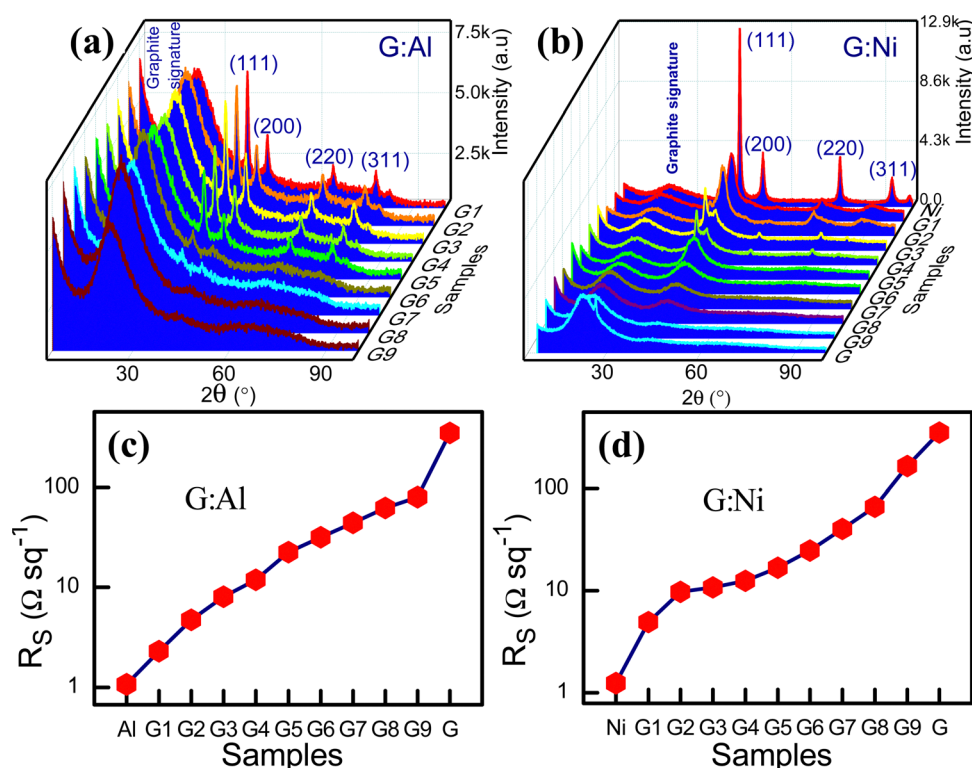 (a)
Graphite
signature
G:Al
(111)
(200)
(220)
(311)
7.5k
5.0k
2.5k
Intensity (a.u)
G1
G2
G3
G4
G5
G6
G7
G8
G9
Samples
30
60
90
2θ (°)
(b)
Graphite signature
G:Ni
(111)
(200)
(220)
(311)
12.9k
8.6k
4.3k
0.0
Intensity (a.u)
Ni
G1
G2
G3
G4
G5
G6
G7
G8
G9
G
Samples
30
60
90
2θ (°)
(c)
G:Al
100
10
1
RS (Ω sq-1)
Al G1 G2 G3 G4 G5 G6 G7 G8 G9 G
Samples
(d)
G:Ni
100
10
1
RS (Ω sq-1)
Ni G1 G2 G3 G4 G5 G6 G7 G8 G9 G
Samples